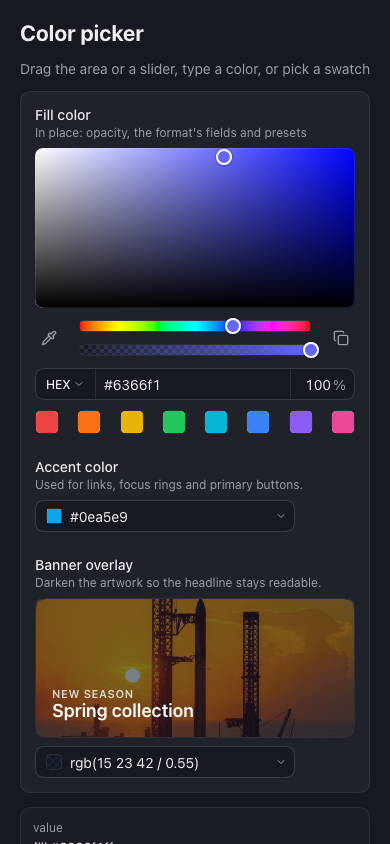 Color picker
Drag the area or a slider, type a color, or pick a swatch
Fill color
In place: opacity, the format's fields and presets
HEX #6366f1 100 %
Accent color
Used for links, focus rings and primary buttons.
#0ea5e9
Banner overlay
Darken the artwork so the headline stays readable.
NEW SEASON
Spring collection
rgb(15 23 42 / 0.55)
value